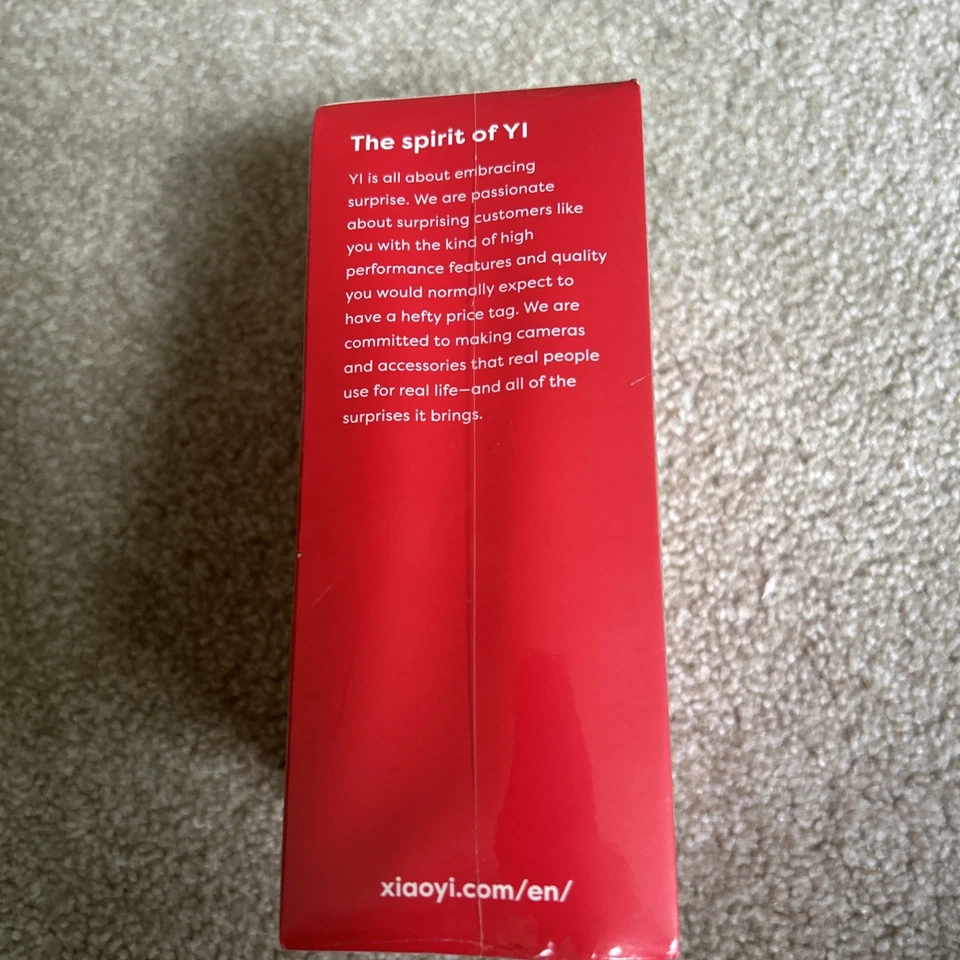 The spirit of YI
YI is all about embracing
surprise. We are passionate
about surprising customers like
you with the kind of high
performance features and quality
you would normally expect to
have a hefty price tag. We are
committed to making cameras
and accessories that real people
use for real life—and all of the
surprises it brings.
xiaoyi.com/en/